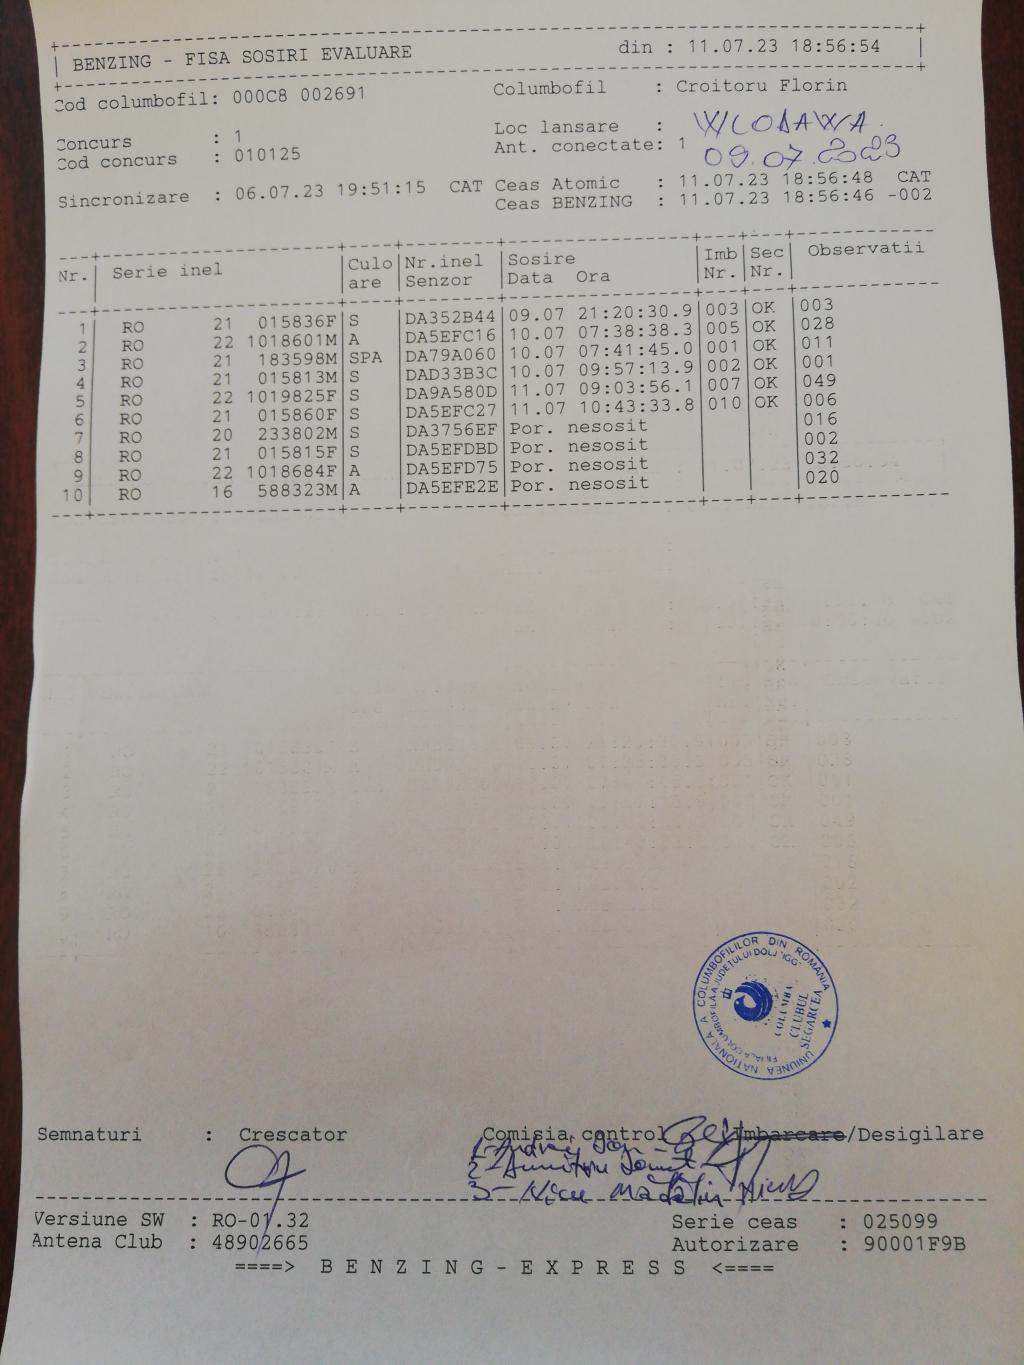 BENZING - FISA SOSIRI EVALUARE din : 11.07.23 18:56:54
Cod columbofil: 000C8 002691 Columbofil : Croitoru Florin
Concurs : 1 Loc lansare : WLODAWA
Cod concurs : 010125 Ant. conectate: 1 09.07.2023
Sincronizare : 06.07.23 19:51:15 CAT Ceas Atomic : 11.07.23 18:56:48 CAT
Ceas BENZING : 11.07.23 18:56:46 -002
Nr. Serie inel Culo Nr.inel Sosire Imb Sec Observatii
are Senzor Data Ora Nr. Nr.
1 RO 21 015836F S DA352B44 09.07 21:20:30.9 003 OK 003
2 RO 22 1018601M A DA5EFC16 10.07 07:38:38.3 005 OK 028
3 RO 21 183598M SPA DA79A060 10.07 07:41:45.0 001 OK 011
4 RO 21 015813M S DAD33B3C 10.07 09:57:13.9 002 OK 001
5 RO 22 1019825F S DA9A580D 11.07 09:03:56.1 007 OK 049
6 RO 21 015860F S DA5EFC27 11.07 10:43:33.8 010 OK 006
7 RO 20 233802M S DA3756EF Por. nesosit 016
8 RO 21 015815F S DA5EFDBD Por. nesosit 002
9 RO 22 1018684F A DA5EFD75 Por. nesosit 032
10 RO 16 588323M A DA5EFE2E Por. nesosit 020
UNIUNEA NATIONALA A COLUMBOFILILOR DIN ROMANIA
FILIALA COLUMBOFILA A JUDETULUI DOLJ "IGG"
COLUMBA
CLUBUL
SEGARCEA
Semnaturi : Crescator Comisia control Imbarcare/Desigilare
1-
2-
3-
Versiune SW : RO-01.32 Serie ceas : 025099
Antena Club : 48902665 Autorizare : 90001F9B
====> B E N Z I N G - E X P R E S S <====